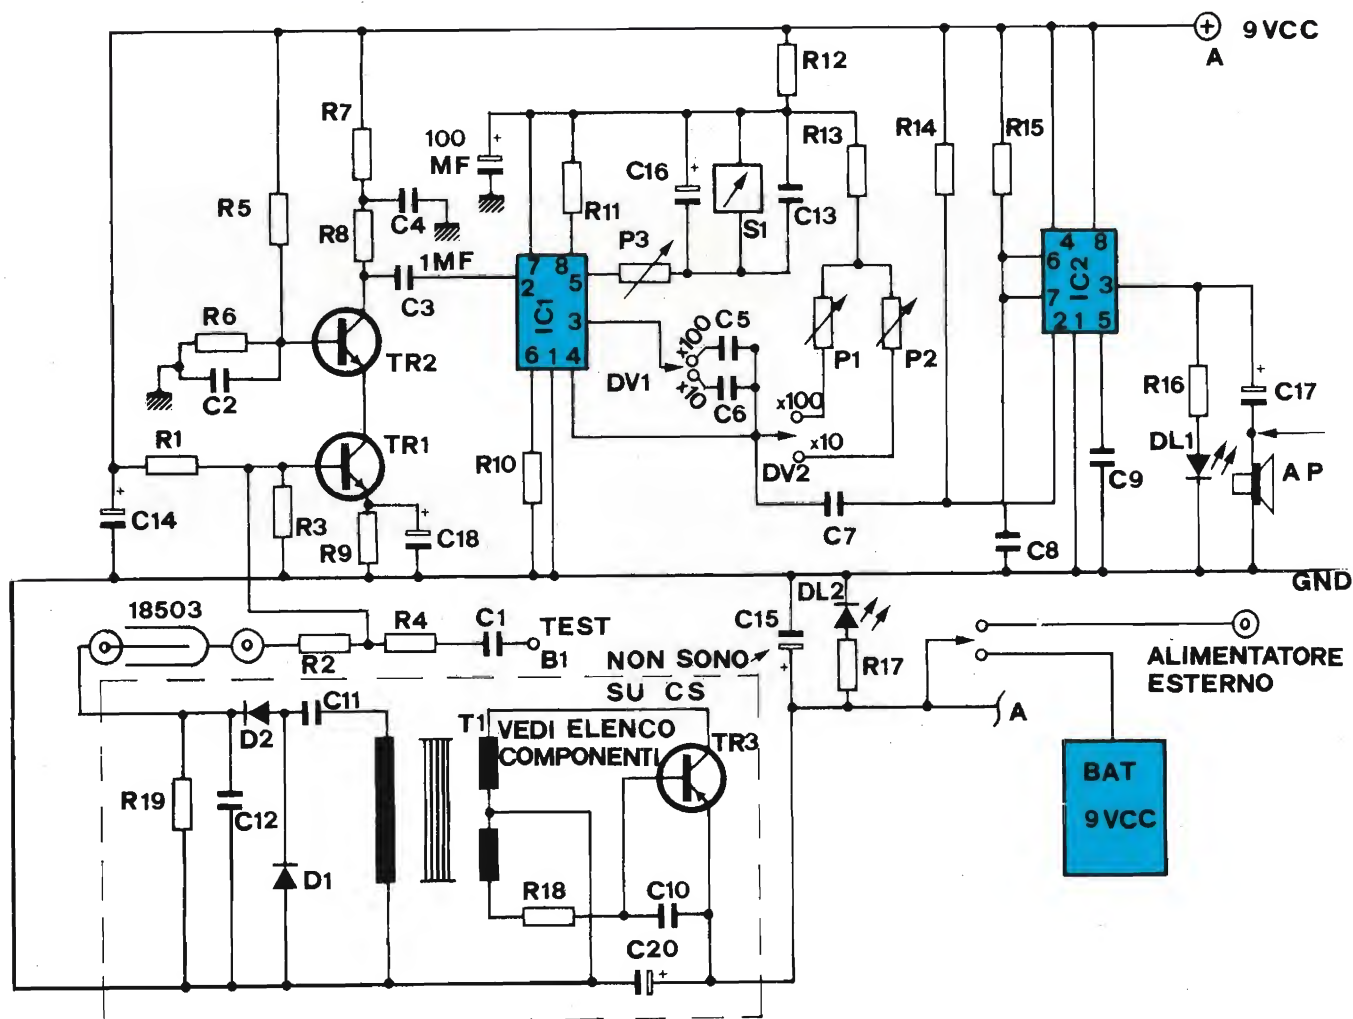 9 VCC
A
R12
R7
100
MF
R13
R14
R15
C16
R5
C4
R11
S1
C13
R8
P3
1MF
7 8
2 5
3
IC1
6 1 4
C3
4 8
6
3
7
2 1 5
IC2
R6
TR2
C2
x100
C5
DV1
x10
C6
P1
P2
R16
C17
x100
x10
DV2
R1
TR1
R10
DL1
AP
C14
R3
R9
C18
C7
C9
C8
GND
18503
R2
R4
C1
TEST
B1
C15
DL2
R17
NON SONO
SU CS
ALIMENTATORE
ESTERNO
A
C11
D2
T1
VEDI ELENCO
COMPONENTI
TR3
BAT
9 VCC
R19
C12
D1
R18
C10
C20
+
+
+
+
+
+
+
+